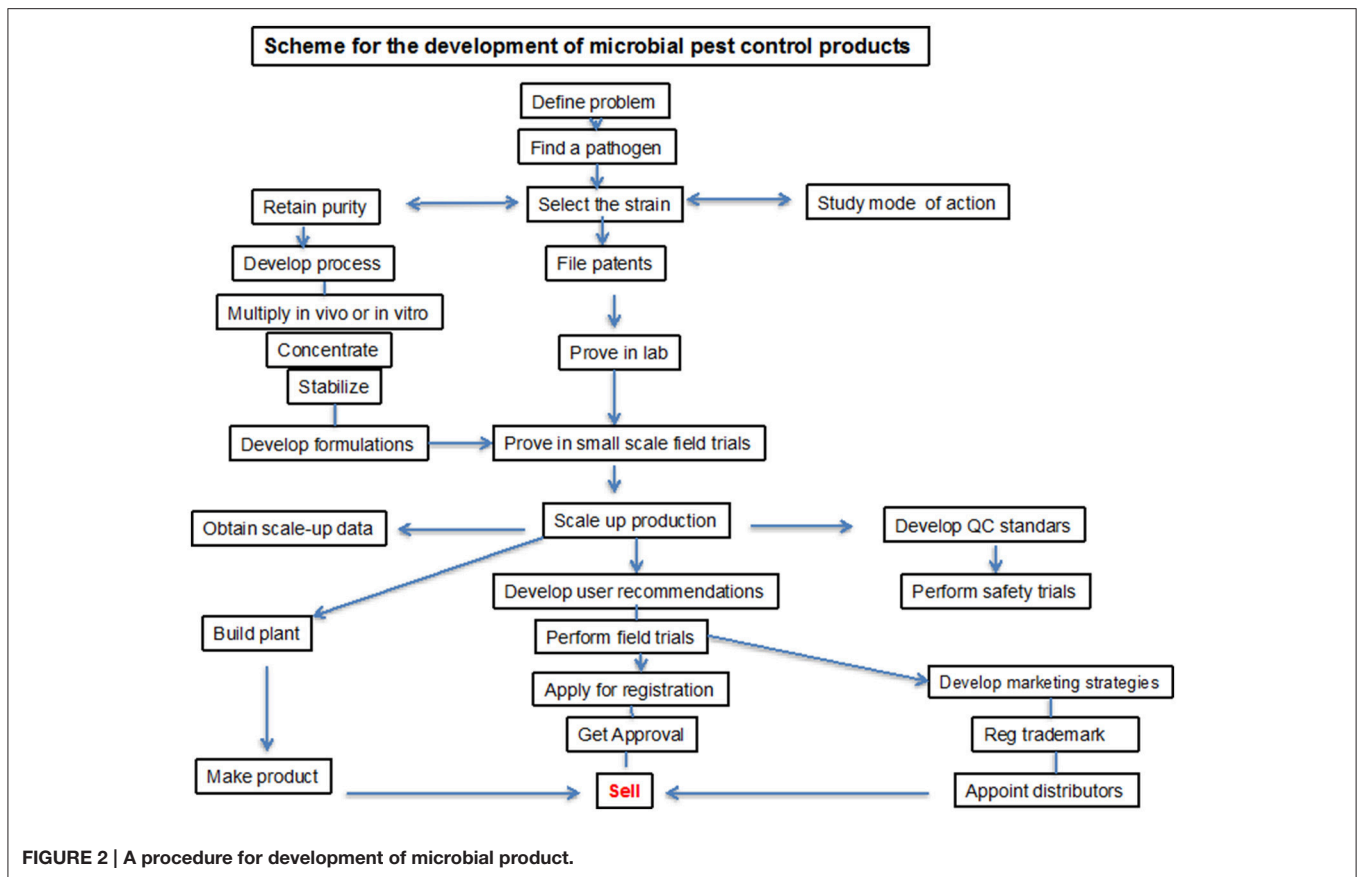 Scheme for the development of microbial pest control products
Define problem
Find a pathogen
Retain purity
Select the strain
Study mode of action
Develop process
File patents
Multiply in vivo or in vitro
Concentrate
Prove in lab
Stabilize
Develop formulations
Prove in small scale field trials
Obtain scale-up data
Scale up production
Develop QC standars
Develop user recommendations
Perform safety trials
Build plant
Perform field trials
Apply for registration
Develop marketing strategies
Get Approval
Reg trademark
Make product
Sell
Appoint distributors
FIGURE 2 | A procedure for development of microbial product.